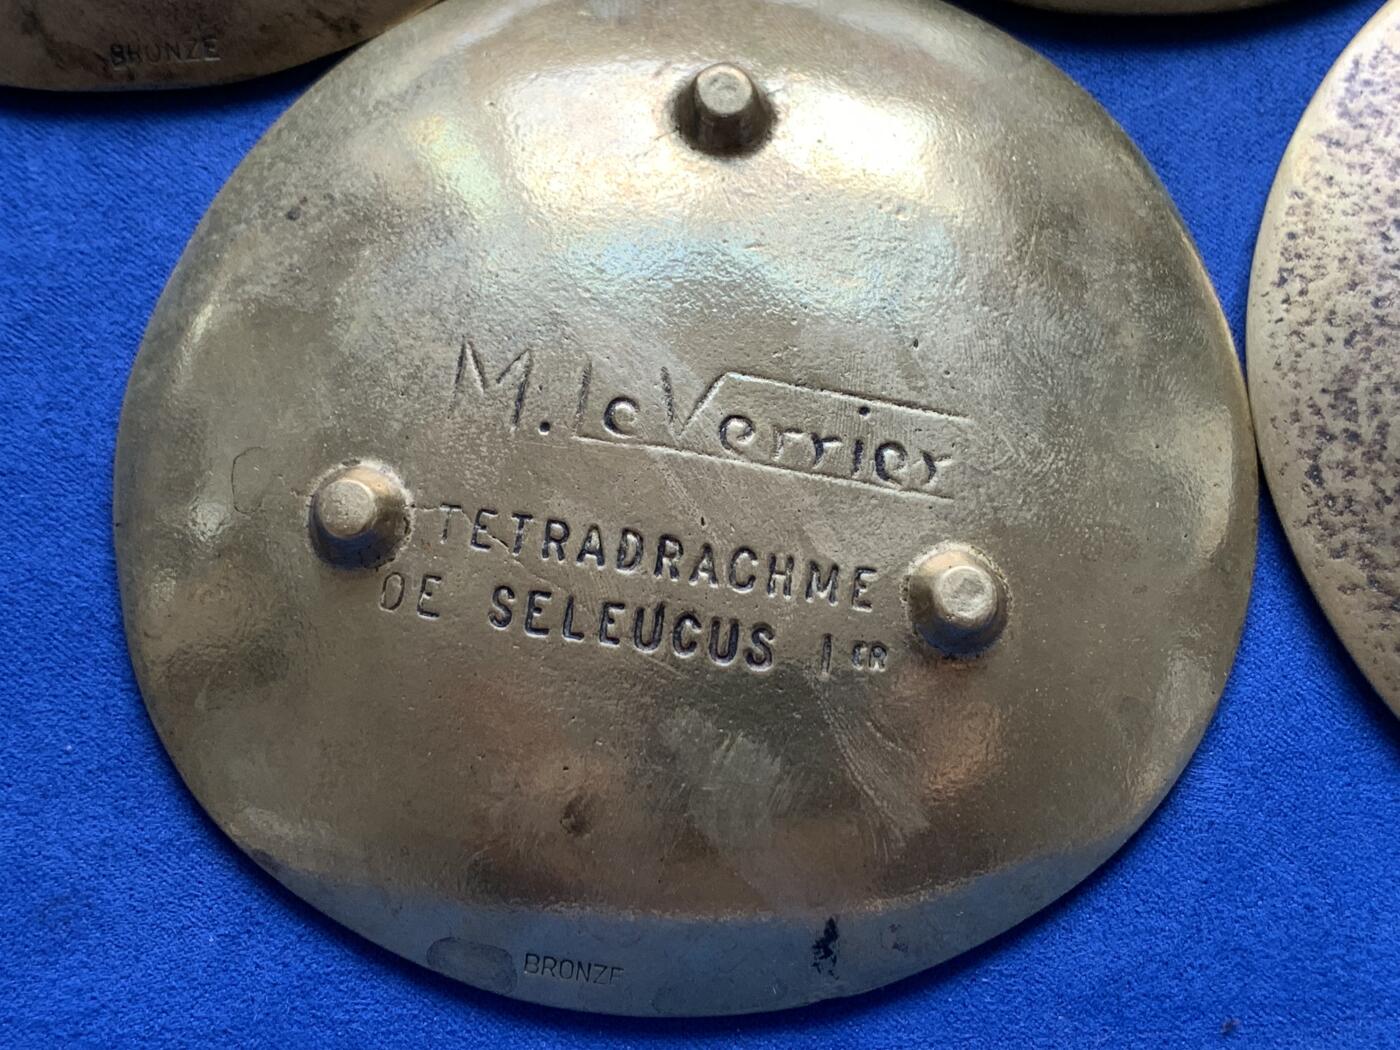 BRONZE
M. le Verrier
TETRADRACHME
DE SELEUCUS 1ER
BRONZE